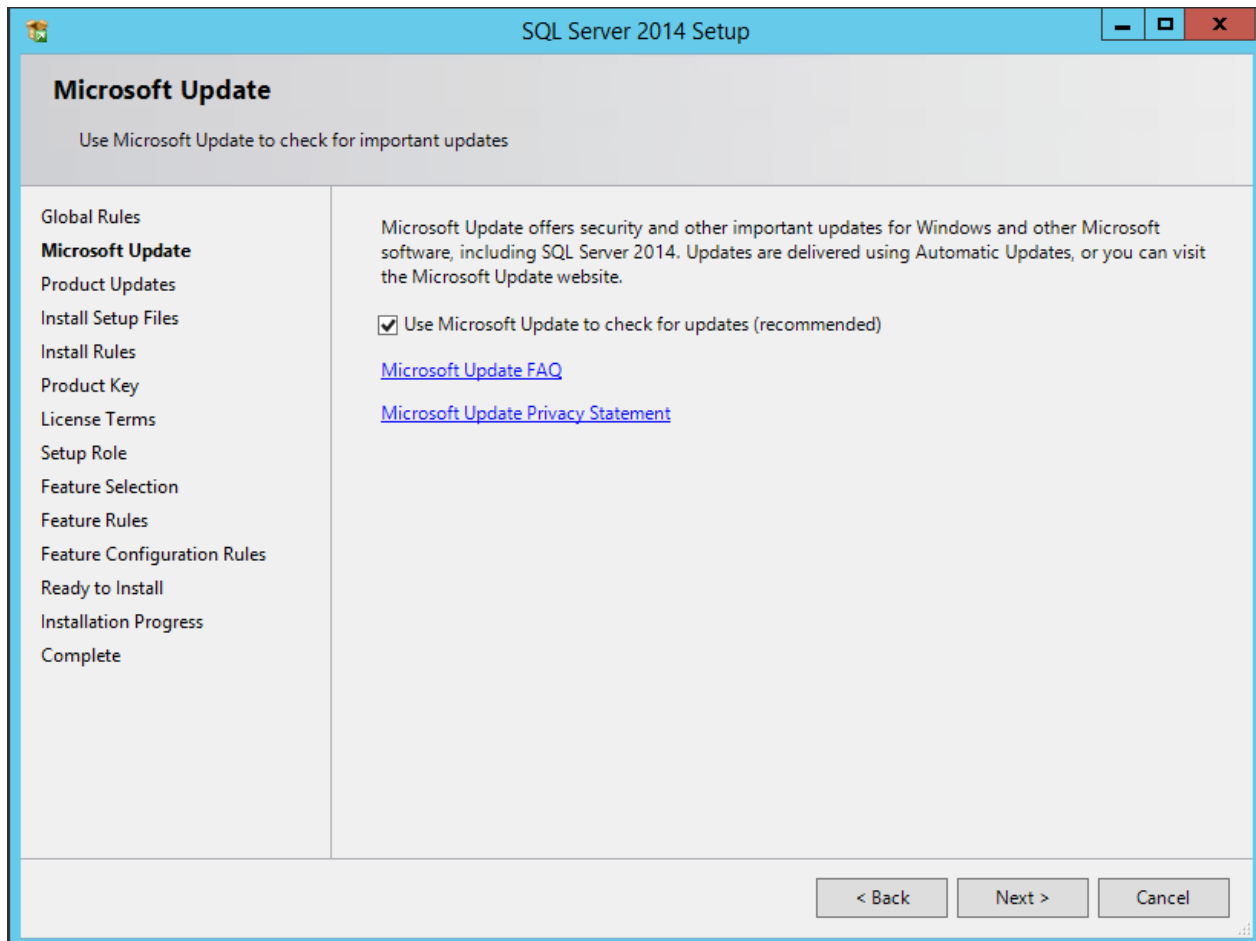 SQL Server 2014 Setup
Microsoft Update
Use Microsoft Update to check for important updates
Global Rules
Microsoft Update
Product Updates
Install Setup Files
Install Rules
Product Key
License Terms
Setup Role
Feature Selection
Feature Rules
Feature Configuration Rules
Ready to Install
Installation Progress
Complete
Microsoft Update offers security and other important updates for Windows and other Microsoft
software, including SQL Server 2014. Updates are delivered using Automatic Updates, or you can visit
the Microsoft Update website.
Use Microsoft Update to check for updates (recommended)
Microsoft Update FAQ
Microsoft Update Privacy Statement
< Back Next > Cancel